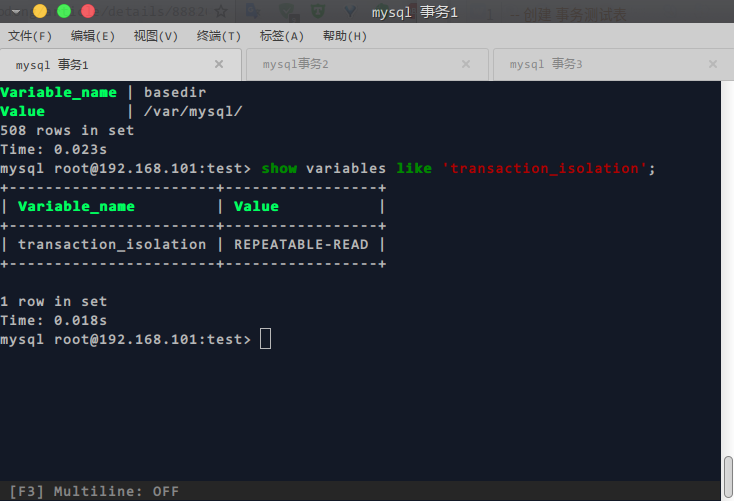 mysql 事务1
文件(F) 编辑(E) 视图(V) 终端(T) 标签(A) 帮助(H)
mysql 事务1 mysql事务2 mysql 事务3
Variable_name | basedir
Value         | /var/mysql/
508 rows in set
Time: 0.023s
mysql root@192.168.101:test> show variables like 'transaction_isolation';
+-----------------------+-----------------+
| Variable_name         | Value           |
+-----------------------+-----------------+
| transaction_isolation | REPEATABLE-READ |
+-----------------------+-----------------+
1 row in set
Time: 0.018s
mysql root@192.168.101:test>
[F3] Multiline: OFF